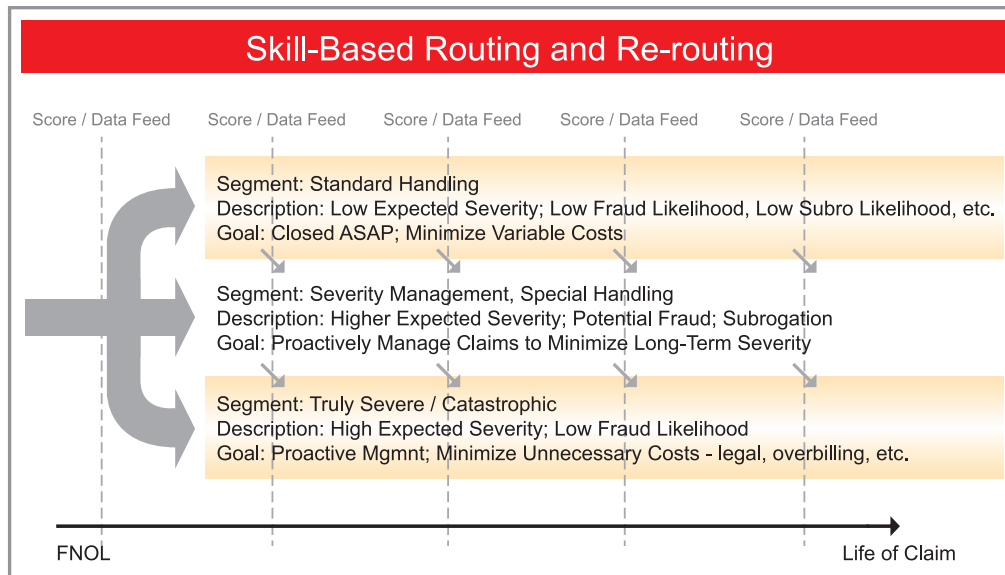 Skill-Based Routing and Re-routing
Score / Data Feed
Score / Data Feed
Score / Data Feed
Score / Data Feed
Score / Data Feed
Segment: Standard Handling
Description: Low Expected Severity; Low Fraud Likelihood, Low Subro Likelihood, etc.
Goal: Closed ASAP; Minimize Variable Costs
Segment: Severity Management, Special Handling
Description: Higher Expected Severity; Potential Fraud; Subrogation
Goal: Proactively Manage Claims to Minimize Long-Term Severity
Segment: Truly Severe / Catastrophic
Description: High Expected Severity; Low Fraud Likelihood
Goal: Proactive Mgmnt; Minimize Unnecessary Costs - legal, overbilling, etc.
FNOL
Life of Claim